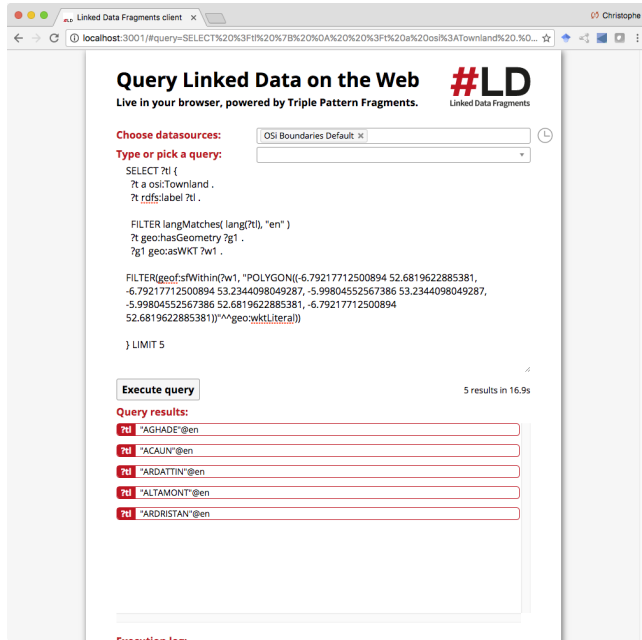 #LD Linked Data Fragments client ×
Christophe
localhost:3001/#query=SELECT%20%3Ftl%20%7B%20%0A%20%20%3Ft%20a%20osi%3ATownland%20.%0...
Query Linked Data on the Web
Live in your browser, powered by Triple Pattern Fragments.
#LD
Linked Data Fragments
Choose datasources:
OSi Boundaries Default ×
Type or pick a query:
SELECT ?tl {
?t a osi:Townland .
?t rdfs:label ?tl .
FILTER langMatches( lang(?tl), "en" )
?t geo:hasGeometry ?g1 .
?g1 geo:asWKT ?w1 .
FILTER(geof:sfWithin(?w1, "POLYGON((-6.79217712500894 52.6819622885381,
-6.79217712500894 53.2344098049287, -5.99804552567386 53.2344098049287,
-5.99804552567386 52.6819622885381, -6.79217712500894
52.6819622885381))"^^geo:wktLiteral))
} LIMIT 5
Execute query
5 results in 16.9s
Query results:
?tl "AGHADE"@en
?tl "ACAUN"@en
?tl "ARDATTIN"@en
?tl "ALTAMONT"@en
?tl "ARDRISTAN"@en